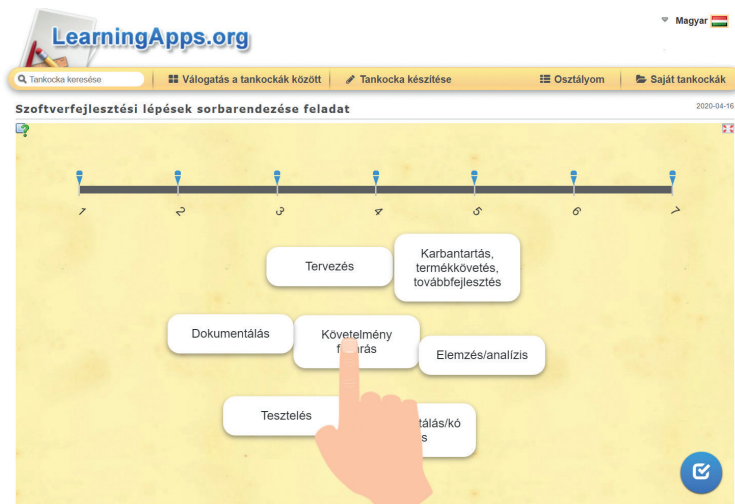 LearningApps.org
Magyar
Tankocka keresése
Válogatás a tankockák között
Tankocka készítése
Osztályom
Saját tankockák
Szoftverfejlesztési lépések sorbarendezése feladat
2020-04-16
1 2 3 4 5 6 7
Tervezés
Karbantartás,
termékkövetés,
továbbfejlesztés
Dokumentálás
Követelmény
Elemzés/analízis
Tesztelés